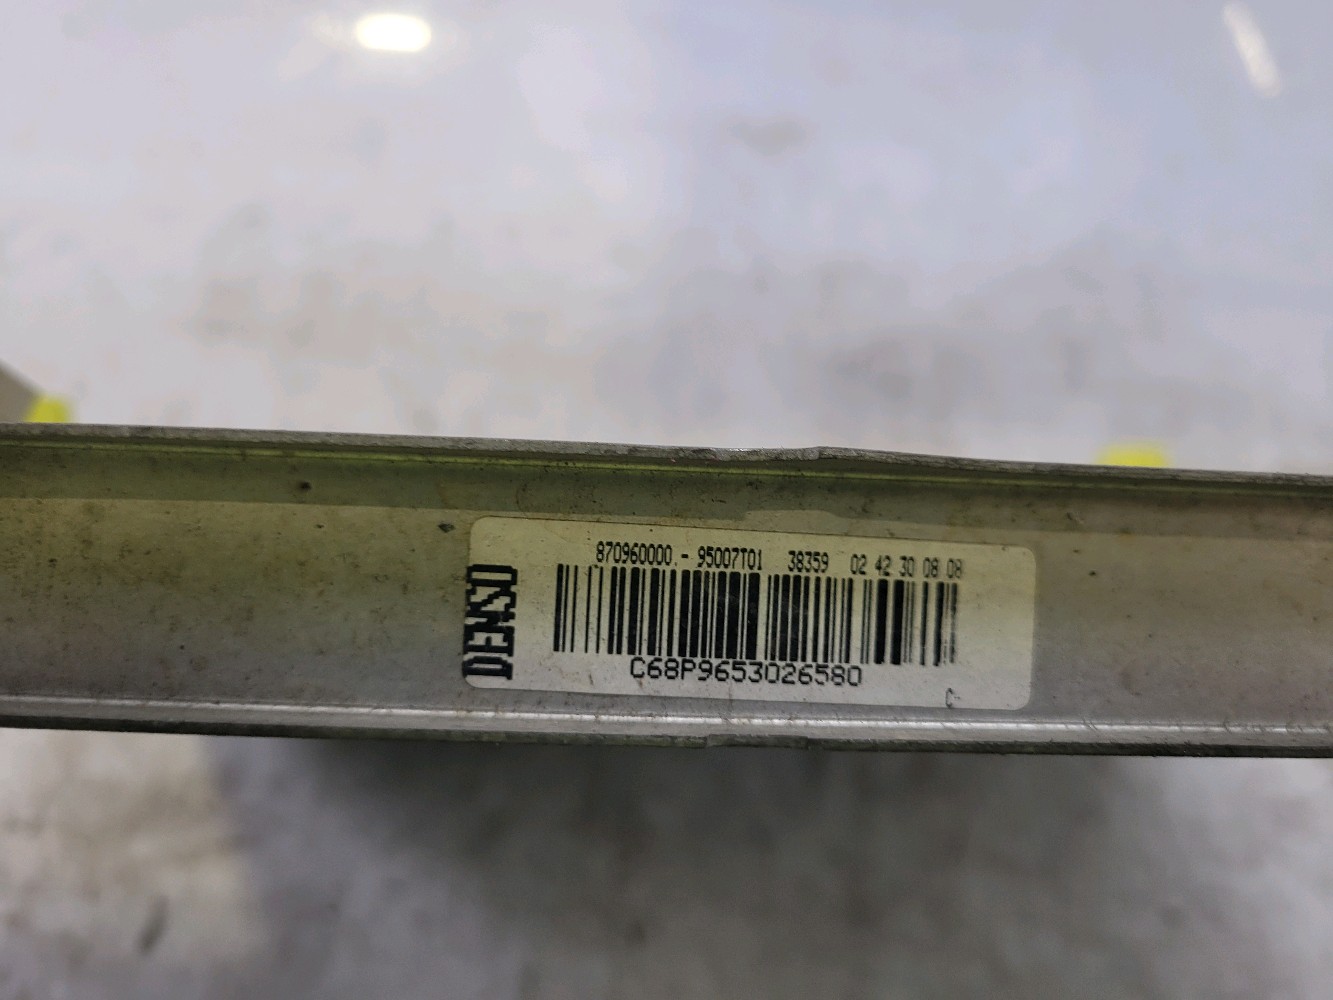 870960000.- 95007T01 38359 02 42 30 08 08
DENSO
C68P9653026580
C-